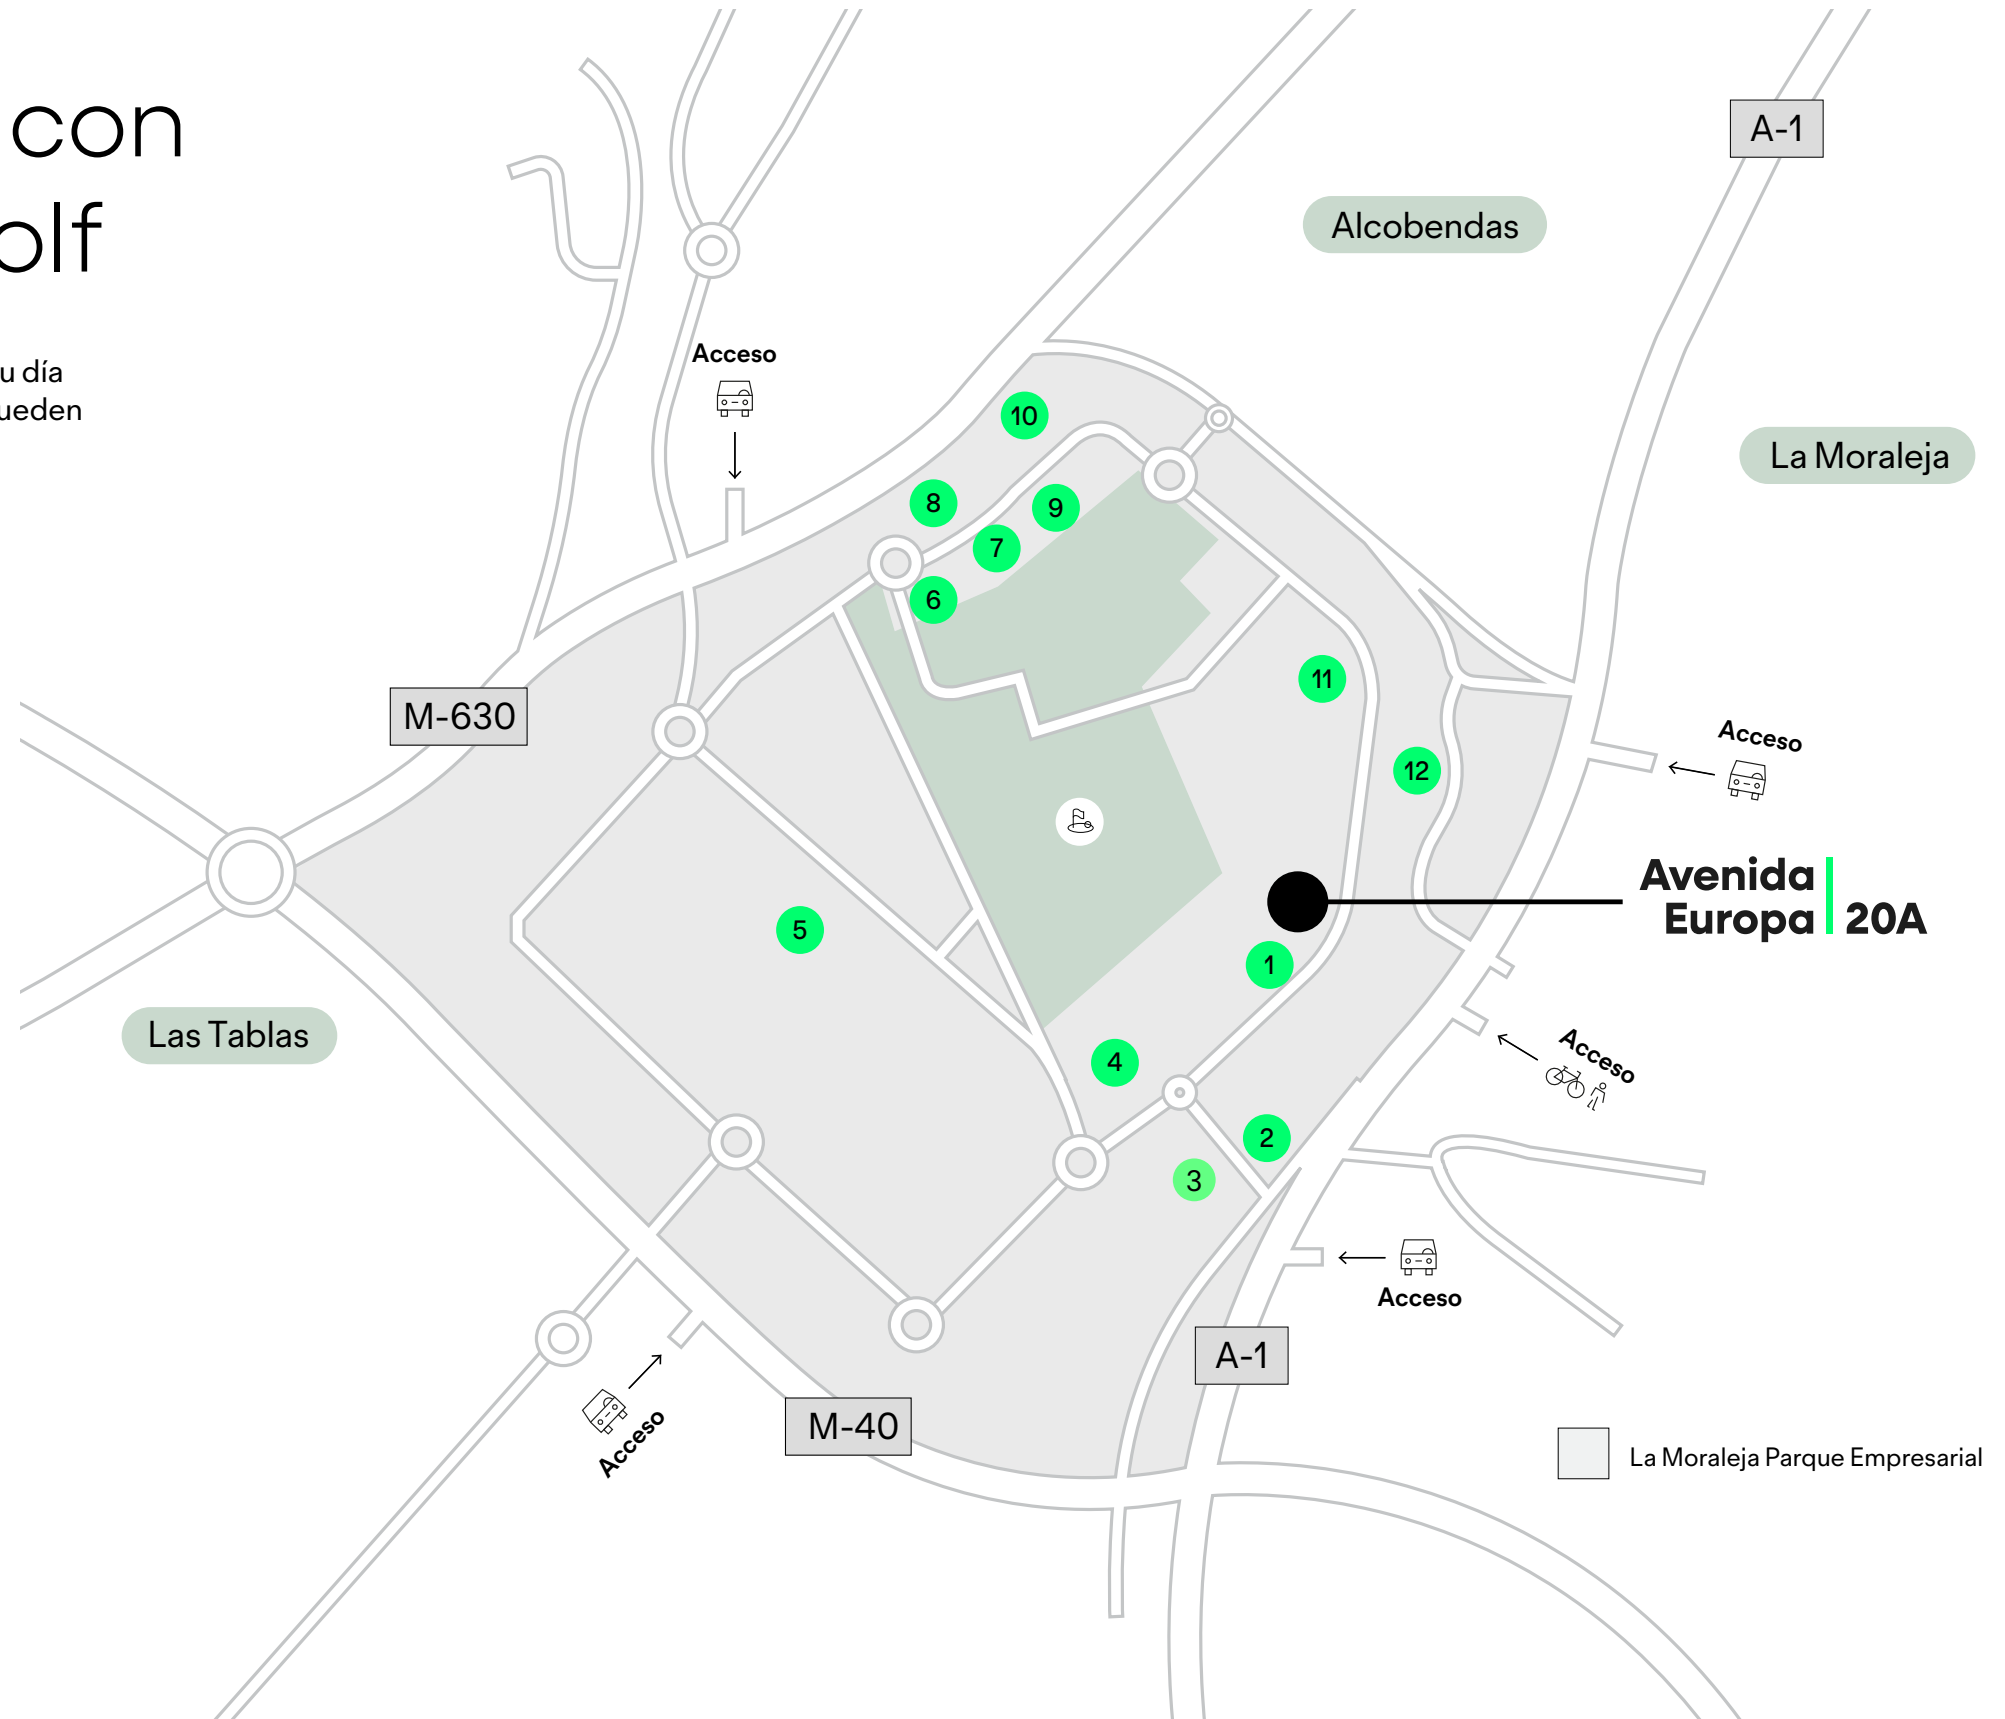 con
olf
u día
ueden
A-1
Alcobendas
Acceso
10
La Moraleja
8
9
7
6
11
M-630
Acceso
12
Avenida
Europa
20A
5
1
Las Tablas
Acceso
4
2
3
Acceso
A-1
M-40
Acceso
La Moraleja Parque Empresarial